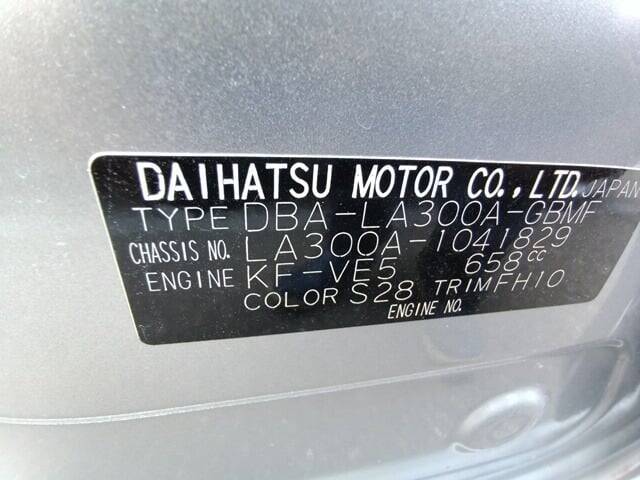 DAIHATSU MOTOR CO., LTD. JAPAN
TYPE DBA-LA300A-GBMF
CHASSIS NO. LA300A-1041829
ENGINE KF-VE5 658cc
COLOR S28 TRIM FH10
ENGINE NO.